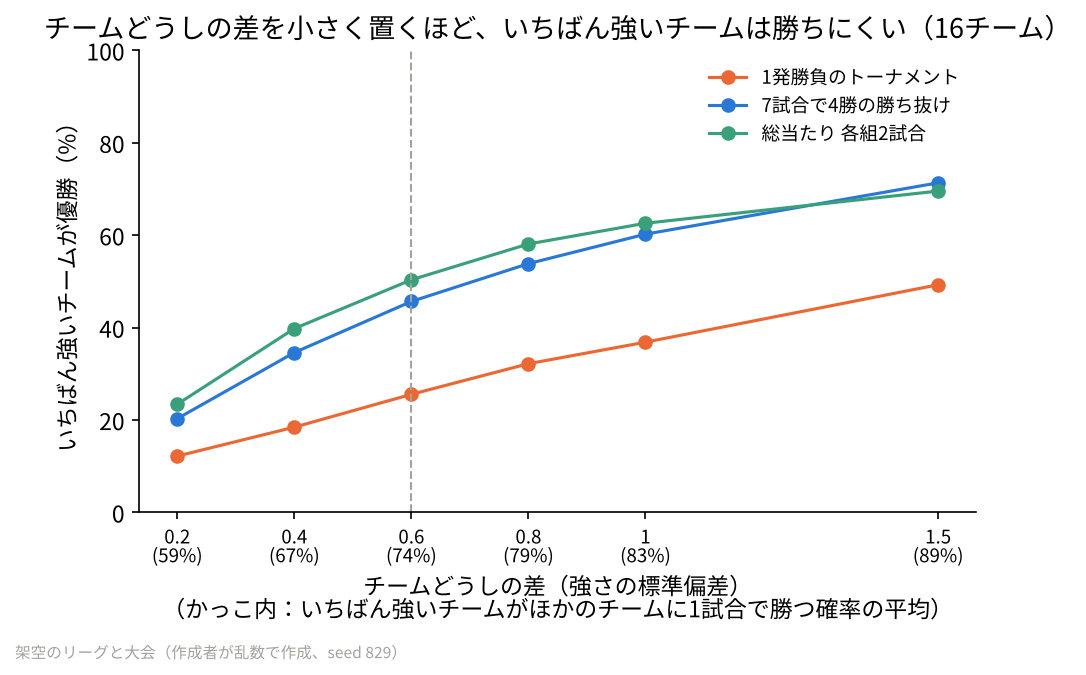 チームどうしの差を小さく置くほど、いちばん強いチームは勝ちにくい（16チーム）
1発勝負のトーナメント
7試合で4勝の勝ち抜け
総当たり 各組2試合
いちばん強いチームが優勝（%）
100
80
60
40
20
0
0.2
(59%)
0.4
(67%)
0.6
(74%)
0.8
(79%)
1
(83%)
1.5
(89%)
チームどうしの差（強さの標準偏差）
（かっこ内：いちばん強いチームがほかのチームに1試合で勝つ確率の平均）
架空のリーグと大会（作成者が乱数で作成、seed 829）